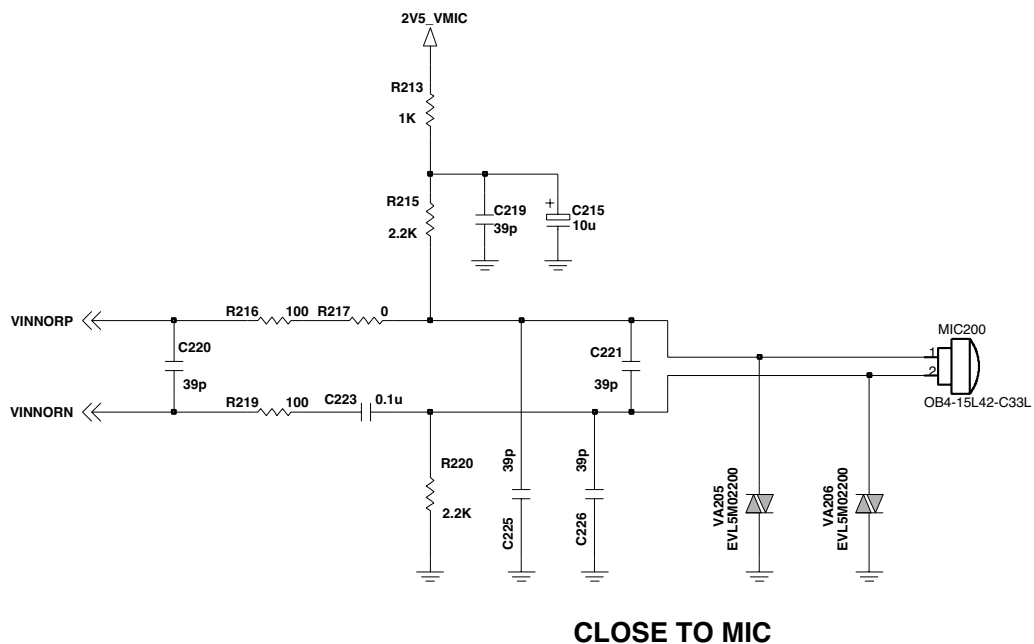 2V5_VMIC
R213
1K
R215
2.2K
C219
39p
+
C215
10u
VINNORP
R216
100
R217
0
C220
39p
C221
39p
MIC200
1
2
OB4-15L42-C33L
VINNORN
R219
100
C223
0.1u
R220
2.2K
39p
C225
39p
C226
VA205
EVL5M02200
VA206
EVL5M02200
CLOSE TO MIC